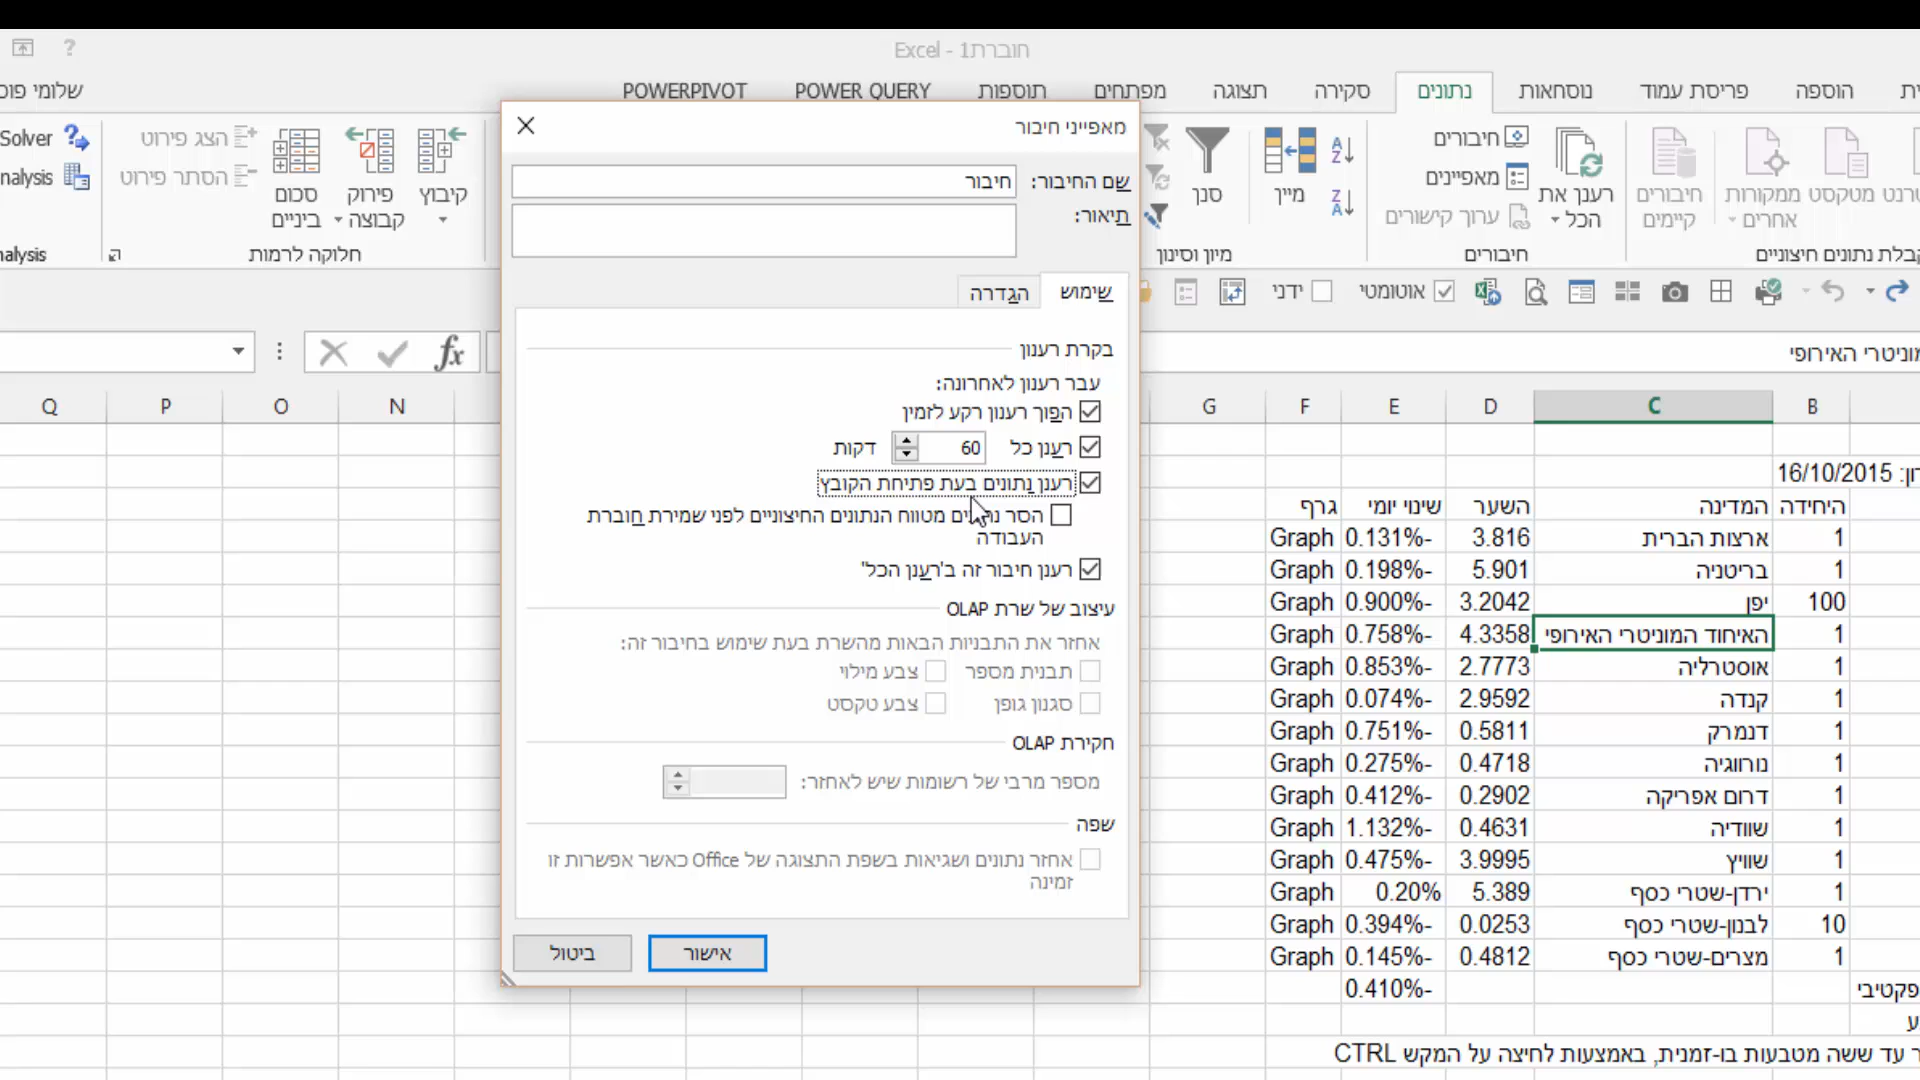 חוברת1 - Excel
?
ית
הוספה
פריסת עמוד
נוסחאות
נתונים
סקירה
תצוגה
מפתחים
תוספות
POWER QUERY
POWERPIVOT
שלומי פוס
קבלת נתונים חיצוניים
טרנט
מטקסט
ממקורות אחרים
חיבורים קיימים
רענן את הכל
חיבורים
מאפיינים
ערוך קישורים
חיבורים
מיין
סנן
מיון וסינון
קיבוץ
פירוק קבוצה
סכום ביניים
הצג פירוט
הסתר פירוט
חלוקה לרמות
Solver
nalysis
nalysis
אוטומטי
ידני
fx
מוניטרי האירופי
B C D E F G N O P Q
מאפייני חיבור
שם החיבור: חיבור
תיאור:
שימוש
הגדרה
בקרת רענון
עבר רענון לאחרונה:
הפוך רענון רקע לזמין
רענן כל 60 דקות
רענן נתונים בעת פתיחת הקובץ
הסר נתונים מטווח הנתונים החיצוניים לפני שמירת חוברת
העבודה
רענן חיבור זה ב'רענן הכל'
עיצוב של שרת OLAP
אחזר את התבניות הבאות מהשרת בעת שימוש בחיבור זה:
תבנית מספר צבע מילוי
סגנון גופן צבע טקסט
חקירת OLAP
מספר מרבי של רשומות שיש לאחזר:
שפה
אחזר נתונים ושגיאות בשפת התצוגה של Office כאשר אפשרות זו
זמינה
אישור
ביטול
רון: 16/10/2015
היחידה המדינה השער שינוי יומי גרף
1 ארצות הברית 3.816 0.131%- Graph
1 בריטניה 5.901 0.198%- Graph
100 יפן 3.2042 0.900%- Graph
1 האיחוד המוניטרי האירופי 4.3358 0.758%- Graph
1 אוסטרליה 2.7773 0.853%- Graph
1 קנדה 2.9592 0.074%- Graph
1 דנמרק 0.5811 0.751%- Graph
1 נורווגיה 0.4718 0.275%- Graph
1 דרום אפריקה 0.2902 0.412%- Graph
1 שוודיה 0.4631 1.132%- Graph
1 שוויץ 3.9995 0.475%- Graph
1 ירדן-שטרי כסף 5.389 0.20% Graph
10 לבנון-שטרי כסף 0.0253 0.394%- Graph
1 מצרים-שטרי כסף 0.4812 0.145%- Graph
פקטיבי 0.410%-
ע
ר עד ששה מטבעות בו-זמנית, באמצעות לחיצה על המקש CTRL